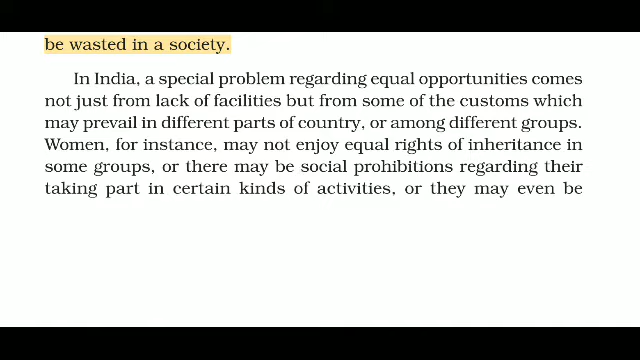 be wasted in a society.
In India, a special problem regarding equal opportunities comes
not just from lack of facilities but from some of the customs which
may prevail in different parts of country, or among different groups.
Women, for instance, may not enjoy equal rights of inheritance in
some groups, or there may be social prohibitions regarding their
taking part in certain kinds of activities, or they may even be